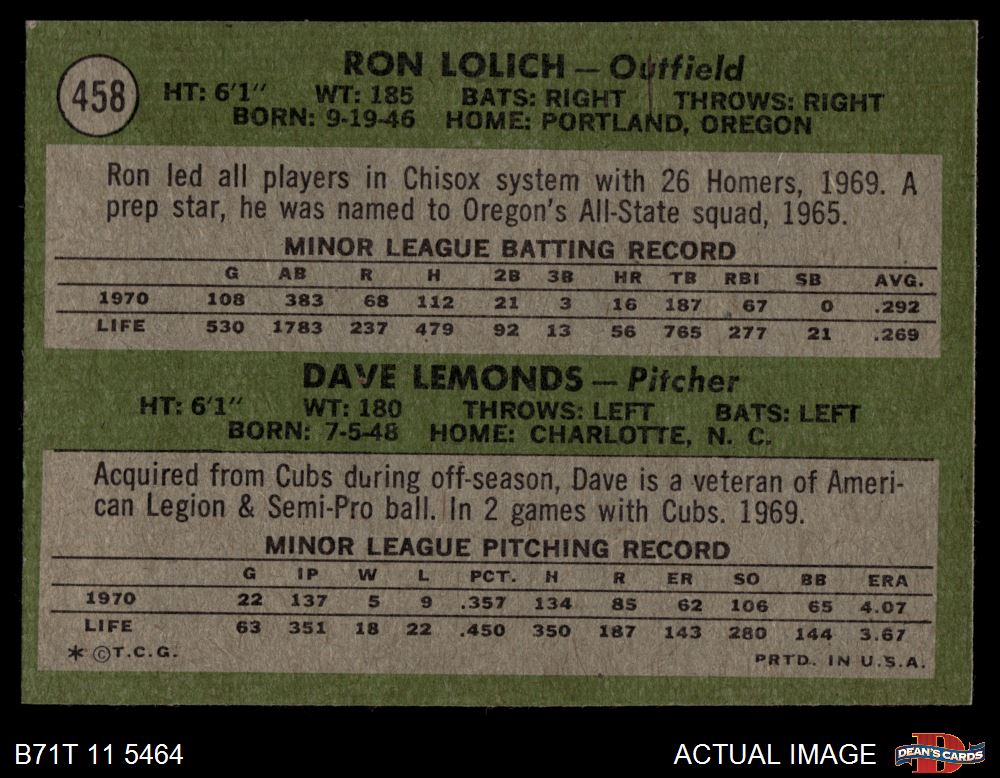 458
RON LOLICH — Outfield
HT: 6'1" WT: 185 BATS: RIGHT THROWS: RIGHT
BORN: 9-19-46 HOME: PORTLAND, OREGON
Ron led all players in Chisox system with 26 Homers, 1969. A
prep star, he was named to Oregon's All-State squad, 1965.
MINOR LEAGUE BATTING RECORD
G AB R H 2B 3B HR TB RBI SB AVG.
1970 108 383 68 112 21 3 16 187 67 0 .292
LIFE 530 1783 237 479 92 13 56 765 277 21 .269
DAVE LEMONDS — Pitcher
HT: 6'1" WT: 180 THROWS: LEFT BATS: LEFT
BORN: 7-5-48 HOME: CHARLOTTE, N. C.
Acquired from Cubs during off-season, Dave is a veteran of Ameri-
can Legion & Semi-Pro ball. In 2 games with Cubs. 1969.
MINOR LEAGUE PITCHING RECORD
G IP W L PCT. H R ER SO BB ERA
1970 22 137 5 9 .357 134 85 62 106 65 4.07
LIFE 63 351 18 22 .450 350 187 143 280 144 3.67
* ©T.C.G. PRTD. IN U.S.A.
B71T 11 5464 ACTUAL IMAGE DEAN'S CARDS